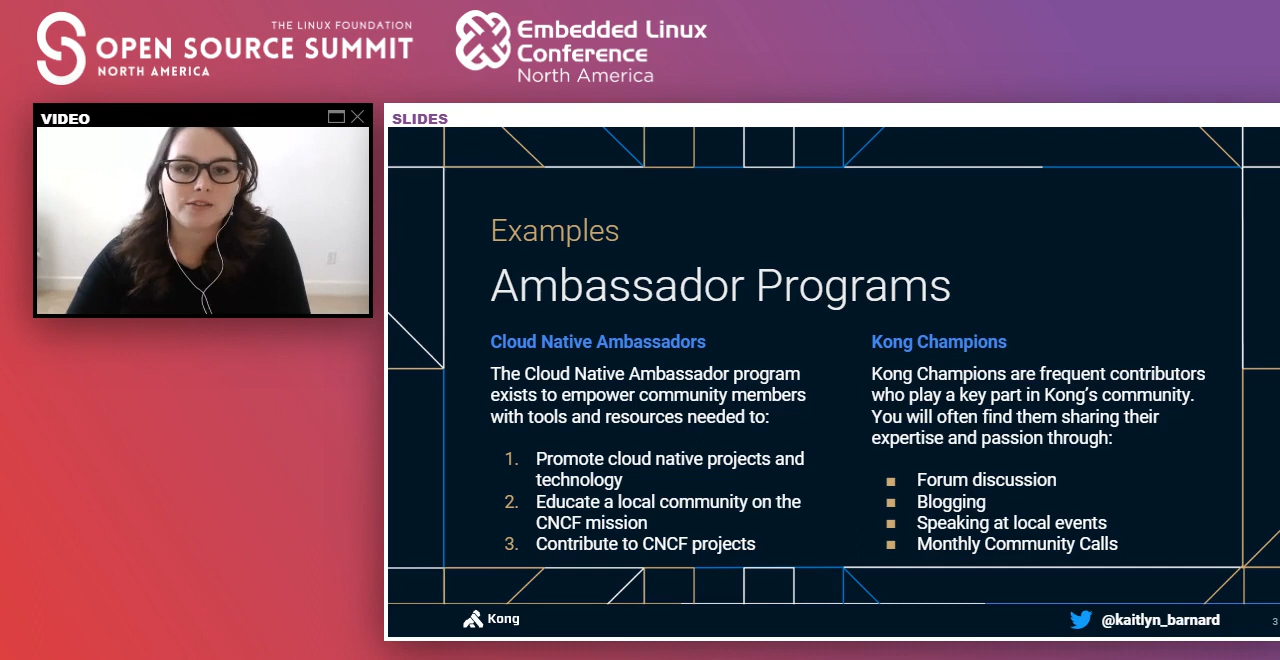 THE LINUX FOUNDATION
OPEN SOURCE SUMMIT
NORTH AMERICA
Embedded Linux
Conference
North America
VIDEO
SLIDES
Examples
Ambassador Programs
Cloud Native Ambassadors
The Cloud Native Ambassador program
exists to empower community members
with tools and resources needed to:
1. Promote cloud native projects and
technology
2. Educate a local community on the
CNCF mission
3. Contribute to CNCF projects
Kong Champions
Kong Champions are frequent contributors
who play a key part in Kong’s community.
You will often find them sharing their
expertise and passion through:
■ Forum discussion
■ Blogging
■ Speaking at local events
■ Monthly Community Calls
Kong
@kaitlyn_barnard
3